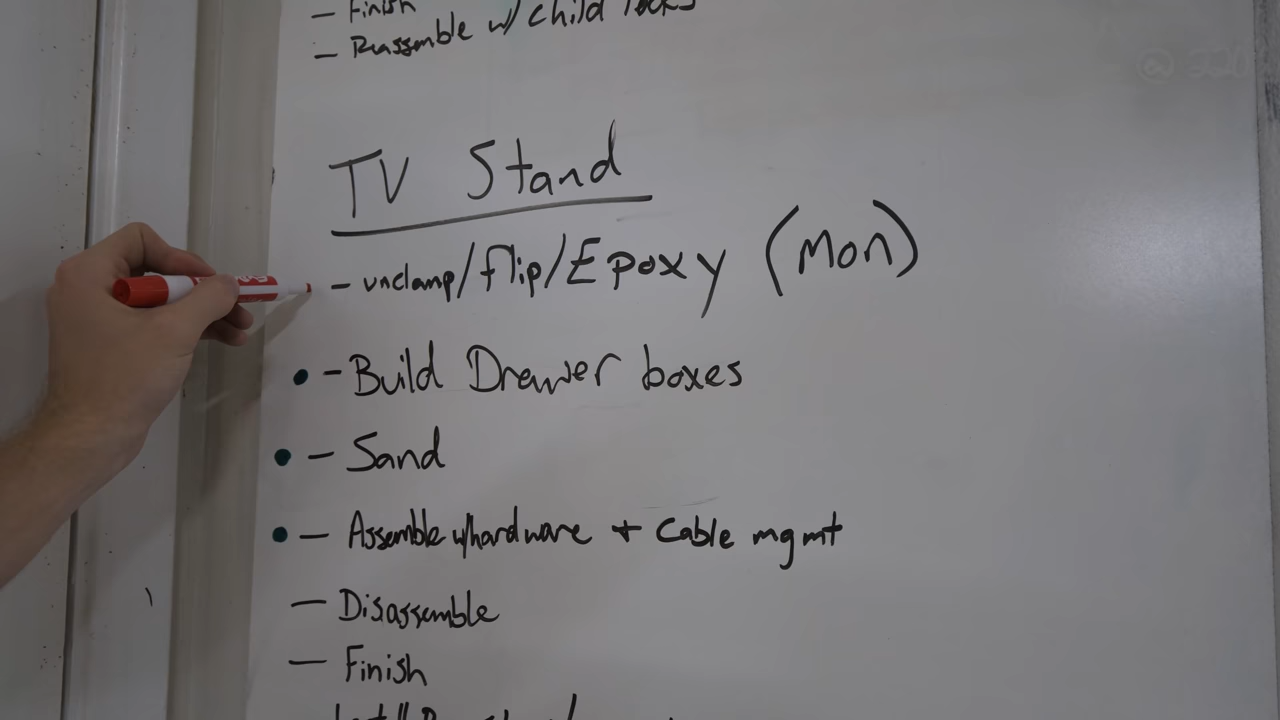 — Finish
— Reassemble w/ child locks
TV Stand
— unclamp/flip/Epoxy (Mon)
• — Build Drawer boxes
• — Sand
• — Assemble w/hardware + Cable mgmt
— Disassemble
— Finish